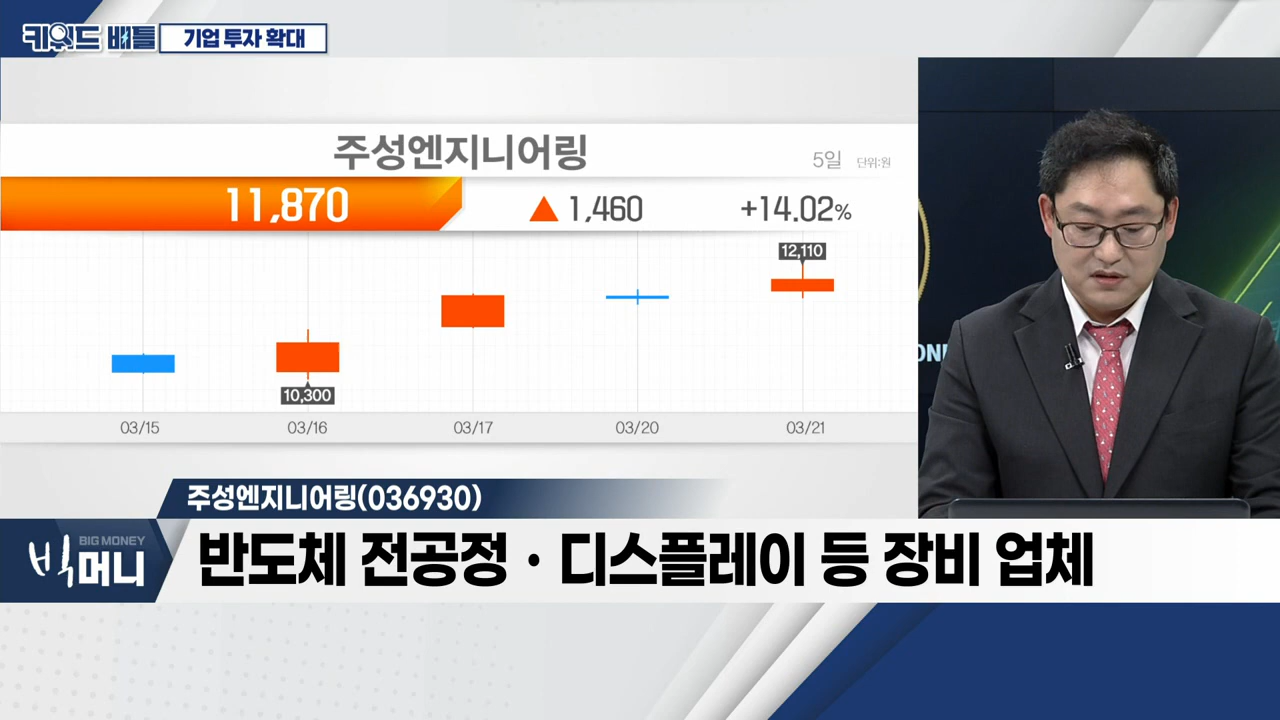 키워드 배틀 기업 투자 확대
주성엔지니어링
5일 단위:원
11,870 ▲ 1,460 +14.02%
12,110
10,300
03/15 03/16 03/17 03/20 03/21
주성엔지니어링(036930)
BIG MONEY
빅머니
반도체 전공정·디스플레이 등 장비 업체